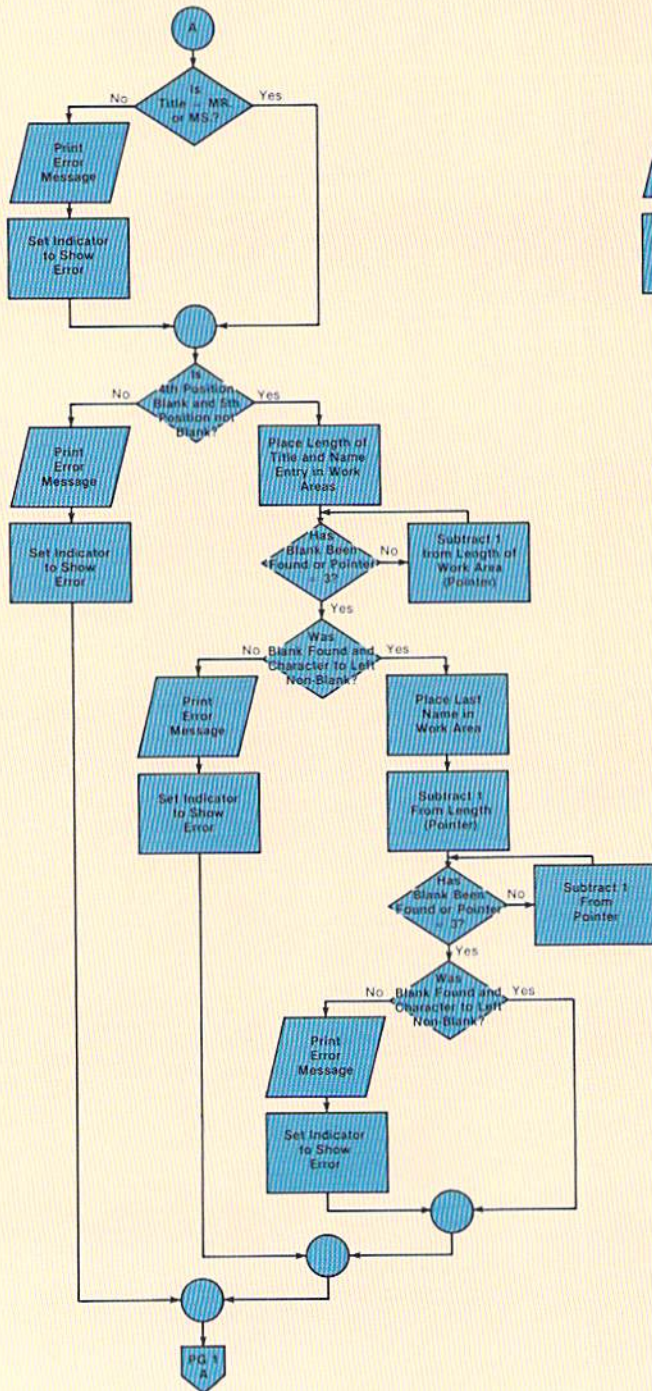 A
Is
Title = MR.
or MS.?
No
Yes
Print
Error
Message
Set Indicator
to Show
Error
Is
4th Position
Blank and 5th
Position not
Blank?
No
Yes
Print
Error
Message
Set Indicator
to Show
Error
Place Length of
Title and Name
Entry in Work
Areas
Has
Blank Been
Found or Pointer
= 3?
No
Subtract 1
from Length of
Work Area
(Pointer)
Yes
Was
Blank Found and
Character to Left
Non-Blank?
No
Yes
Print
Error
Message
Set Indicator
to Show
Error
Place Last
Name in
Work Area
Subtract 1
From Length
(Pointer)
Has
Blank Been
Found or Pointer
= 3?
No
Subtract 1
From
Pointer
Yes
Was
Blank Found and
Character to Left
Non-Blank?
No
Yes
Print
Error
Message
Set Indicator
to Show
Error
PG 1
A